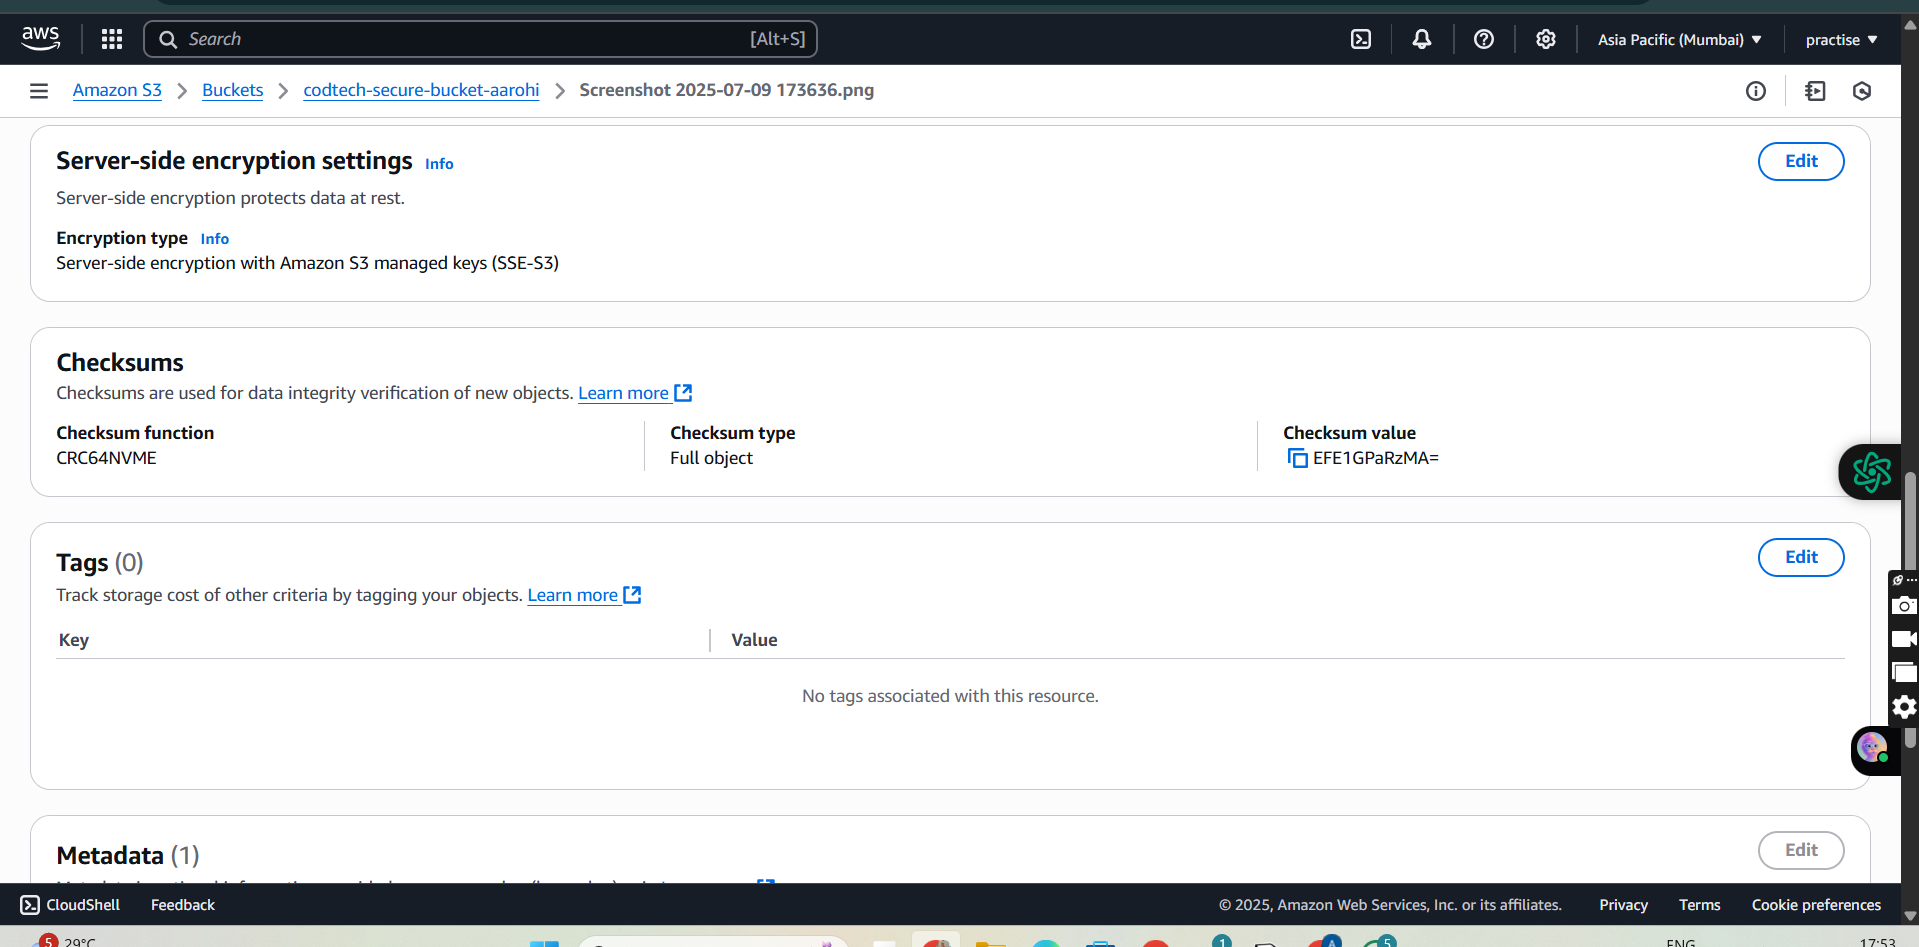 aws
Search [Alt+S]
Asia Pacific (Mumbai)
practise
Amazon S3 > Buckets > codtech-secure-bucket-aarohi > Screenshot 2025-07-09 173636.png
Server-side encryption settings Info
Edit
Server-side encryption protects data at rest.
Encryption type Info
Server-side encryption with Amazon S3 managed keys (SSE-S3)
Checksums
Checksums are used for data integrity verification of new objects. Learn more
Checksum function
CRC64NVME
Checksum type
Full object
Checksum value
EFE1GPaRzMA=
Tags (0)
Edit
Track storage cost of other criteria by tagging your objects. Learn more
Key Value
No tags associated with this resource.
Metadata (1)
Edit
CloudShell Feedback
© 2025, Amazon Web Services, Inc. or its affiliates. Privacy Terms Cookie preferences
5 29°C
1
A
5
ENG
17:53